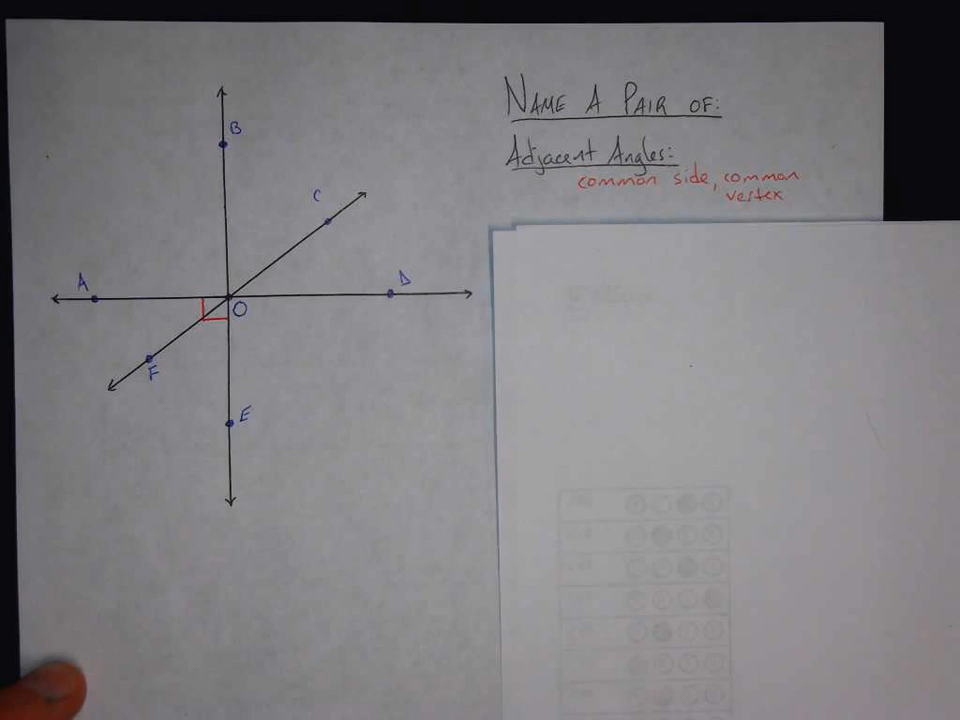 NAME A PAIR OF:
Adjacent Angles:
common side, common
vertex
B
C
A
D
O
F
E